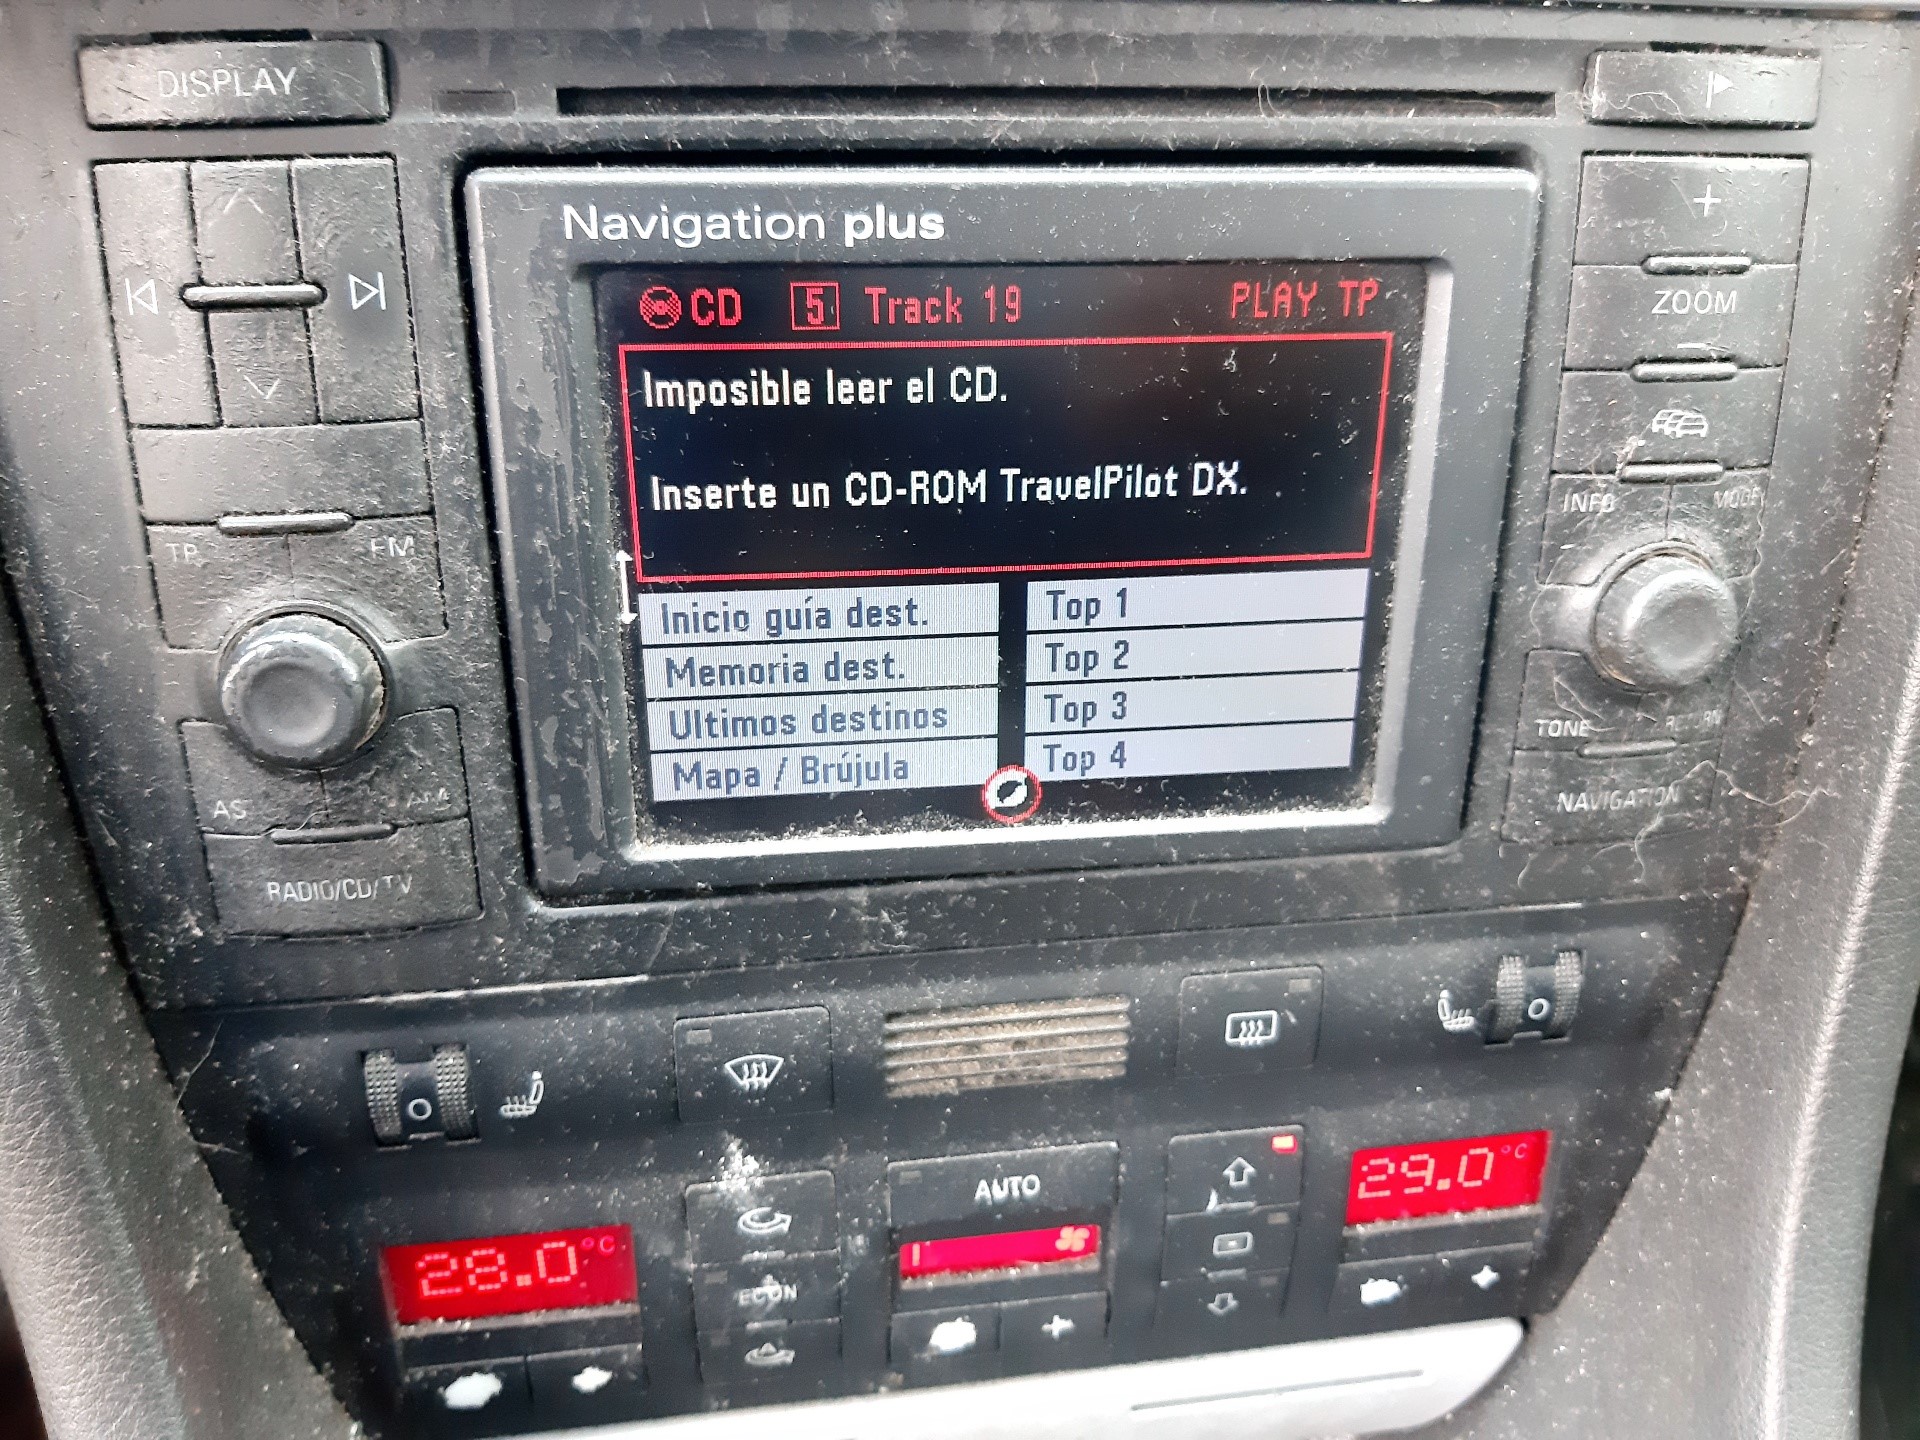 DISPLAY
Navigation plus
CD 5 Track 19 PLAY TP
Imposible leer el CD.
Inserte un CD-ROM TravelPilot DX.
Inicio guía dest.
Memoria dest.
Ultimos destinos
Mapa / Brújula
Top 1
Top 2
Top 3
Top 4
TP
FM
AS
AM
RADIO/CD/TV
+
ZOOM
−
INFO
MODE
TONE
RETURN
NAVIGATION
0
0
28.0°C
ECON
AUTO
+
29.0°C